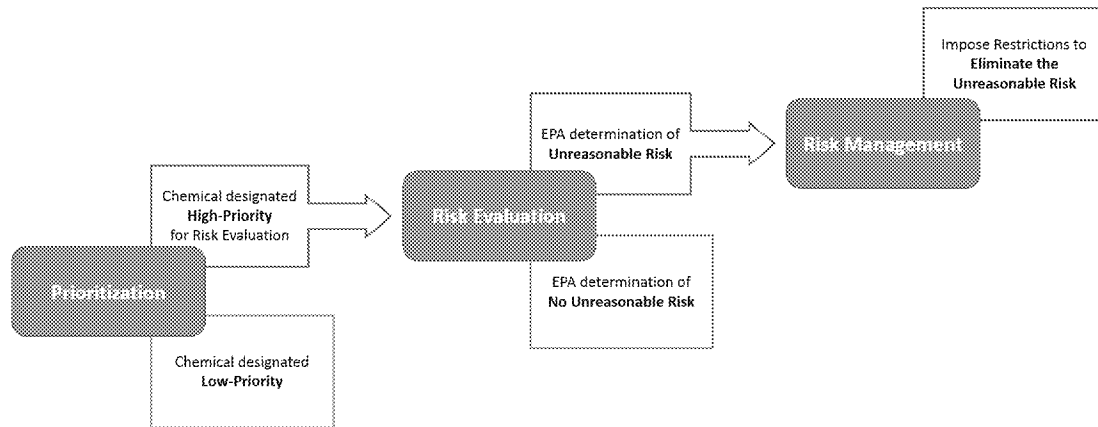 Prioritization
Chemical designated
High-Priority
for Risk Evaluation
Chemical designated
Low-Priority
Risk Evaluation
EPA determination of
Unreasonable Risk
EPA determination of
No Unreasonable Risk
Risk Management
Impose Restrictions to
Eliminate the
Unreasonable Risk